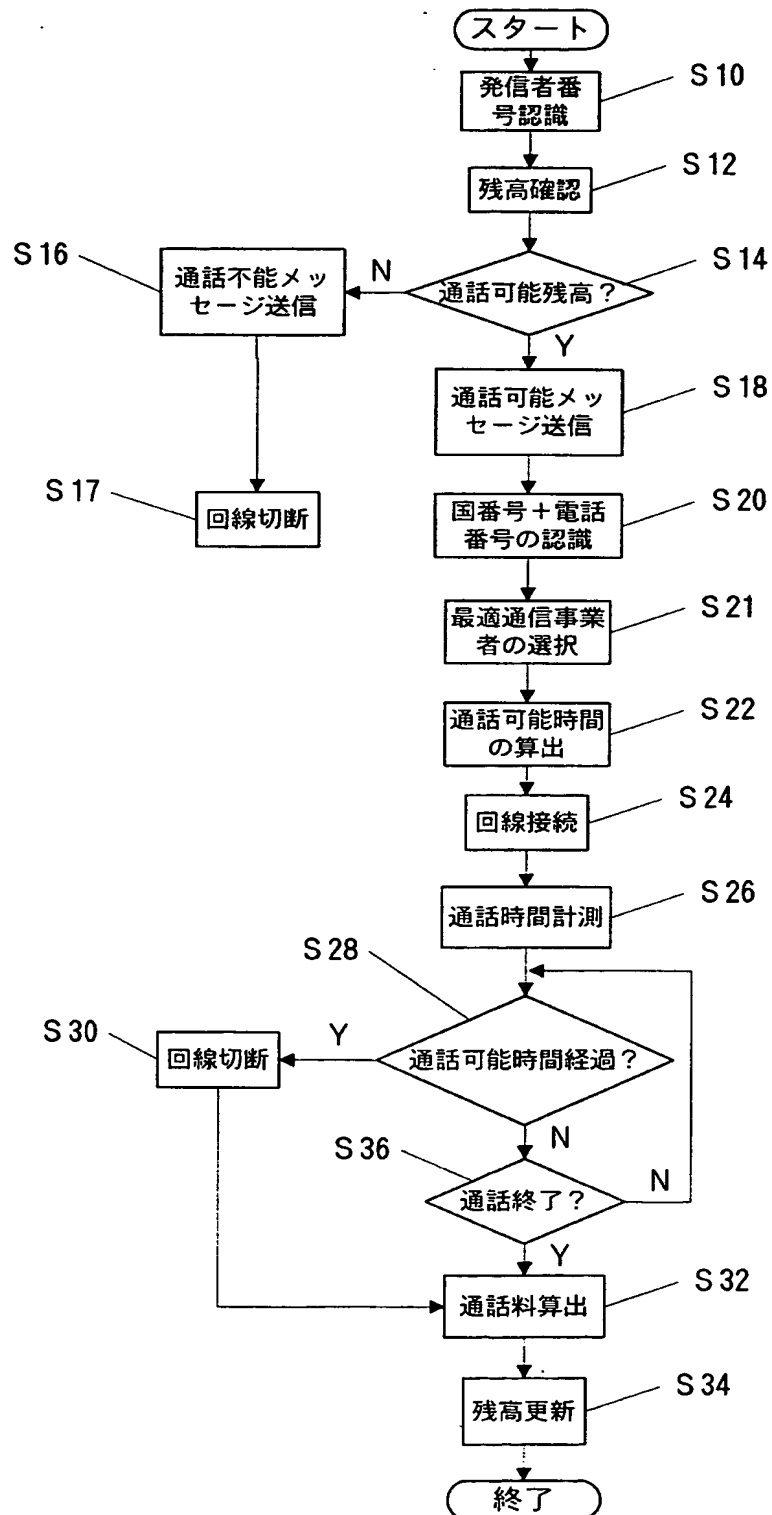 スタート
S10
発信者番
号認識
S12
残高確認
S14
通話可能残高?
N
Y
S16
通話不能メッ
セージ送信
S17
回線切断
S18
通話可能メッ
セージ送信
S20
国番号+電話
番号の認識
S21
最適通信事業
者の選択
S22
通話可能時間
の算出
S24
回線接続
S26
通話時間計測
S28
通話可能時間経過?
Y
N
S30
回線切断
S36
通話終了?
N
Y
S32
通話料算出
S34
残高更新
終了